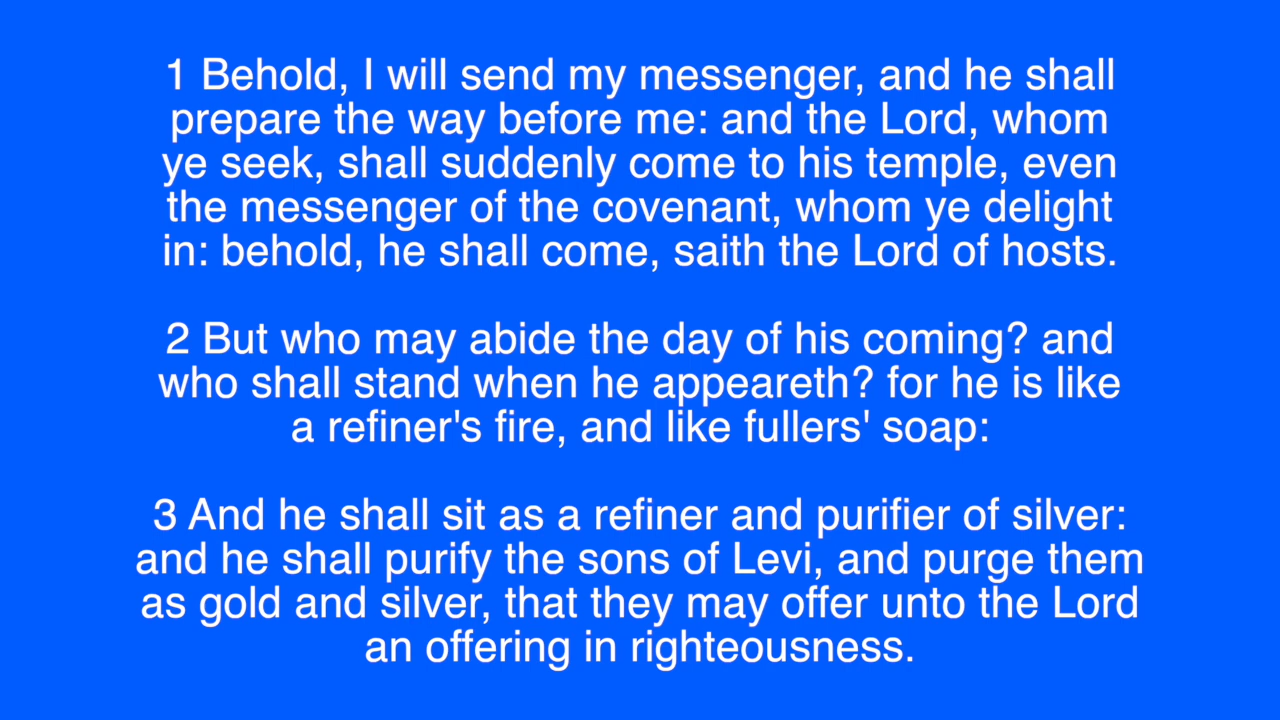 1 Behold, I will send my messenger, and he shall
prepare the way before me: and the Lord, whom
ye seek, shall suddenly come to his temple, even
the messenger of the covenant, whom ye delight
in: behold, he shall come, saith the Lord of hosts.
2 But who may abide the day of his coming? and
who shall stand when he appeareth? for he is like
a refiner's fire, and like fullers' soap:
3 And he shall sit as a refiner and purifier of silver:
and he shall purify the sons of Levi, and purge them
as gold and silver, that they may offer unto the Lord
an offering in righteousness.